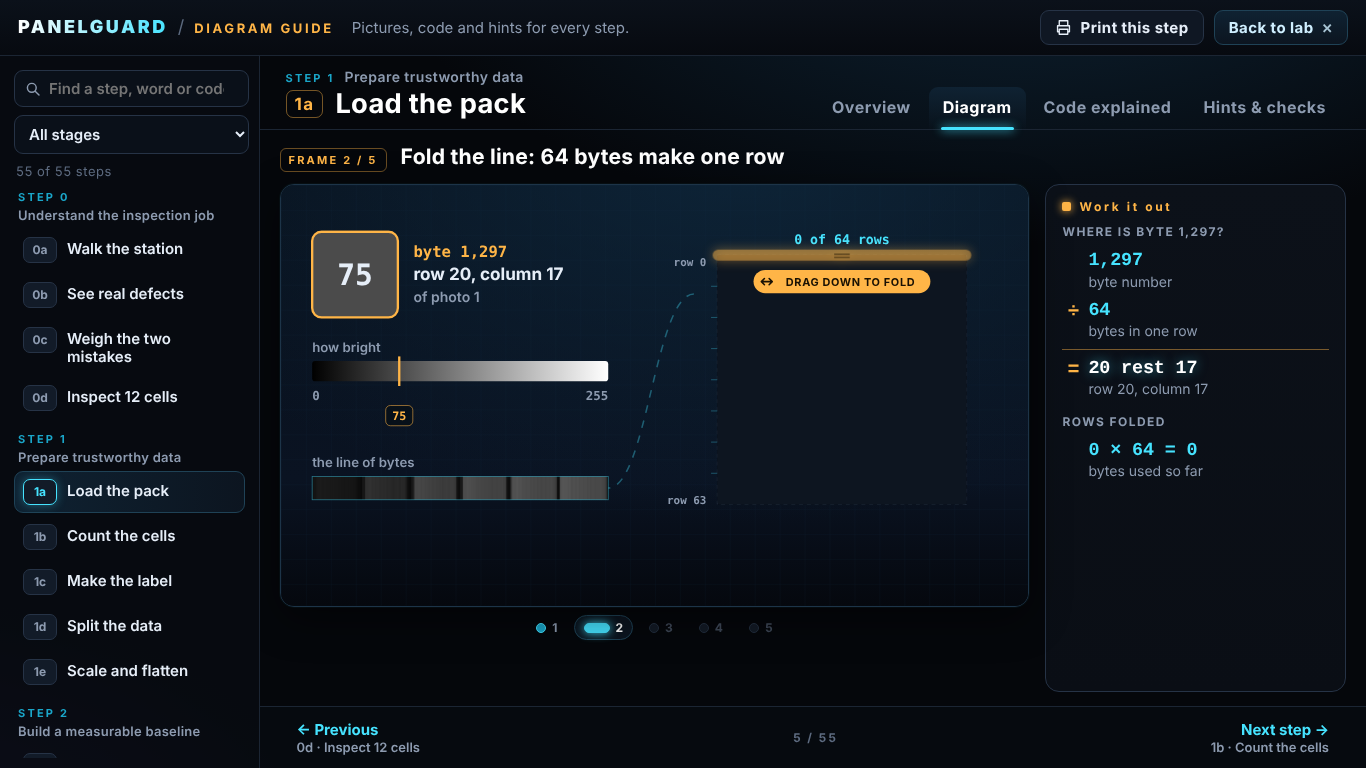 PANELGUARD / DIAGRAM GUIDE Pictures, code and hints for every step.
Print this step
Back to lab ×
Find a step, word or cod
All stages
55 of 55 steps
STEP 0
Understand the inspection job
0a Walk the station
0b See real defects
0c Weigh the two
mistakes
0d Inspect 12 cells
STEP 1
Prepare trustworthy data
1a Load the pack
1b Count the cells
1c Make the label
1d Split the data
1e Scale and flatten
STEP 2
Build a measurable baseline
STEP 1 Prepare trustworthy data
1a Load the pack
Overview
Diagram
Code explained
Hints & checks
FRAME 2 / 5 Fold the line: 64 bytes make one row
75
byte 1,297
row 20, column 17
of photo 1
how bright
0 255
75
the line of bytes
0 of 64 rows
row 0
DRAG DOWN TO FOLD
row 63
1 2 3 4 5
Work it out
WHERE IS BYTE 1,297?
1,297
byte number
÷ 64
bytes in one row
= 20 rest 17
row 20, column 17
ROWS FOLDED
0 × 64 = 0
bytes used so far
← Previous
0d · Inspect 12 cells
5 / 55
Next step →
1b · Count the cells